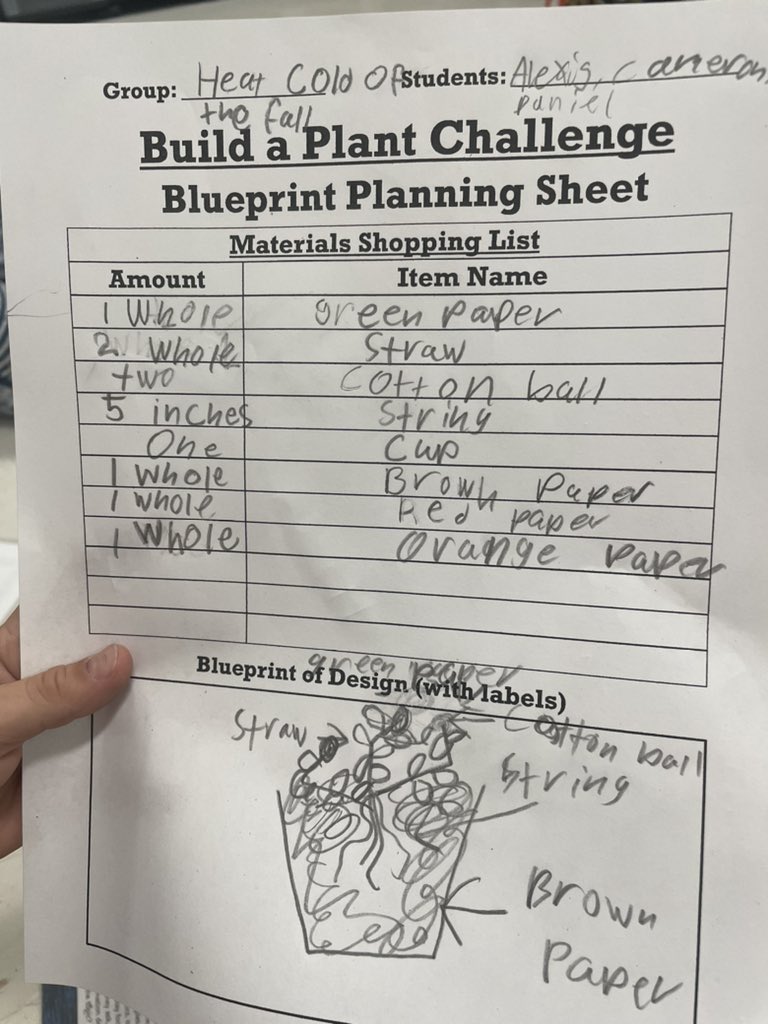 Group: Heat Cold Of Students: Alexis, Cameron,
the fall Daniel
Build a Plant Challenge
Blueprint Planning Sheet
Materials Shopping List
Amount Item Name
1 Whole green paper
2 Whole Straw
two Cotton ball
5 inches String
One Cup
1 Whole Brown Paper
1 whole Red paper
1 Whole Orange Paper
green paper
Blueprint of Design (with labels)
Straw Cotton ball
String
Brown
Paper